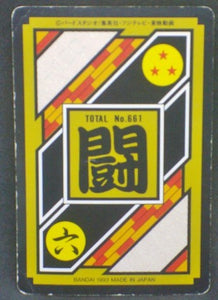 ©バードスタジオ/集英社・フジテレビ・東映動画
TOTAL No.661
闘
六
BANDAI 1993 MADE IN JAPAN